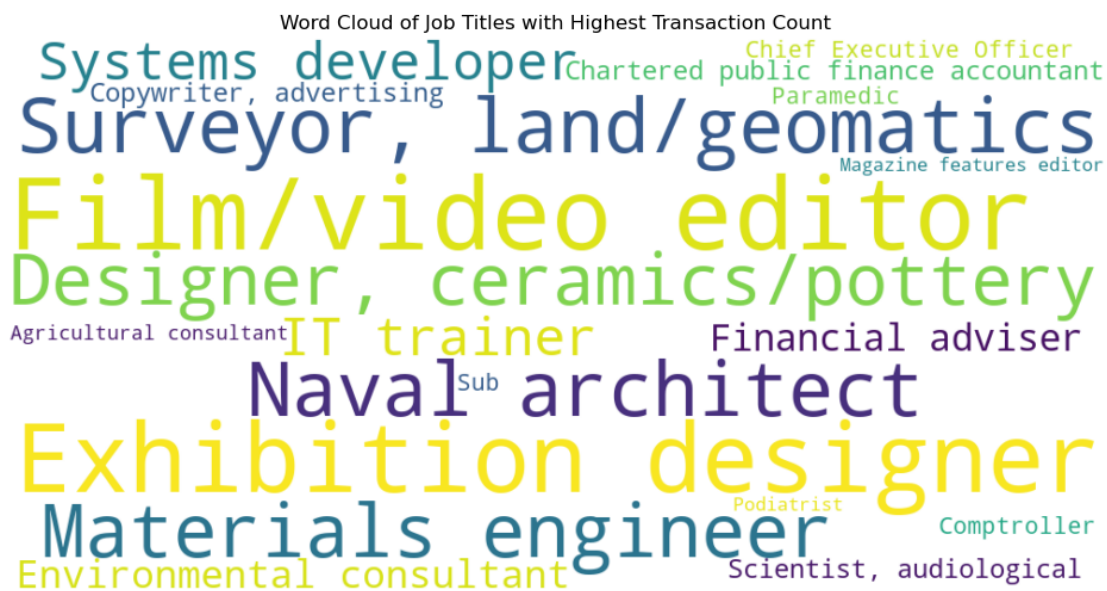 Word Cloud of Job Titles with Highest Transaction Count
Systems developer
Chief Executive Officer
Chartered public finance accountant
Copywriter, advertising
Paramedic
Surveyor, land/geomatics
Magazine features editor
Film/video editor
Designer, ceramics/pottery
Agricultural consultant
IT trainer
Financial adviser
Naval architect
Sub
Exhibition designer
Podiatrist
Materials engineer
Comptroller
Environmental consultant
Scientist, audiological